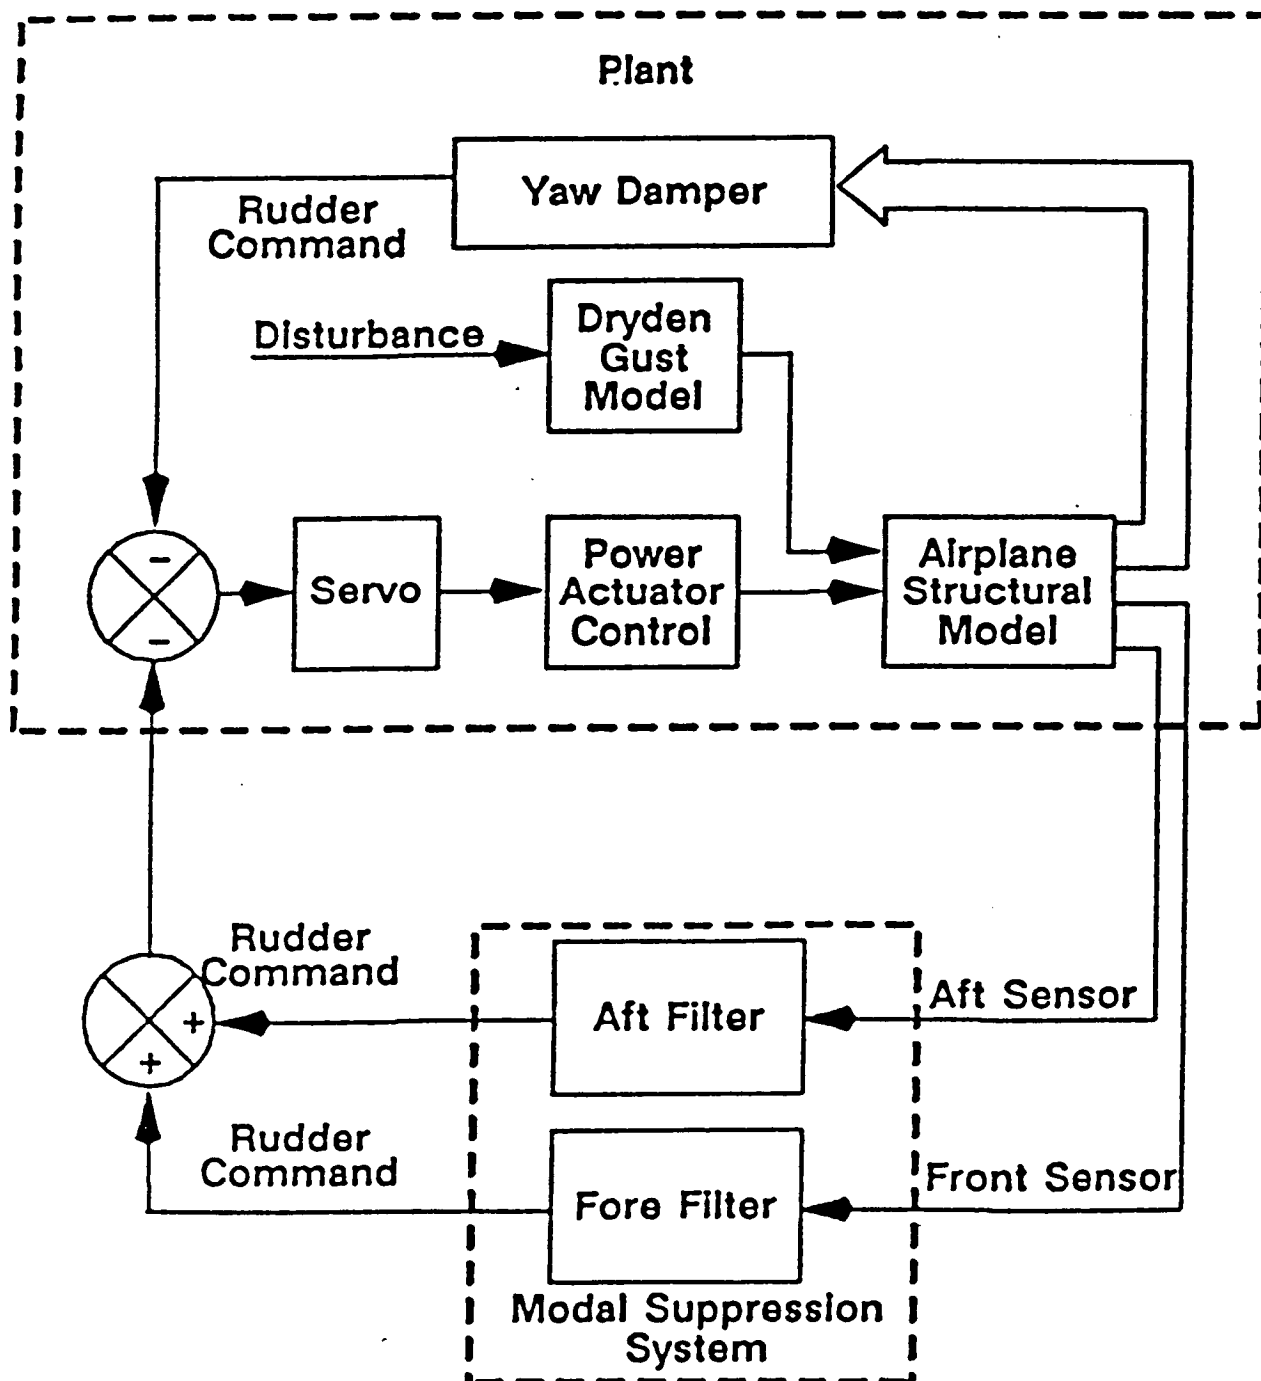 Plant
Yaw Damper
Rudder
Command
Disturbance
Dryden
Gust
Model
-
-
Servo
Power
Actuator
Control
Airplane
Structural
Model
Rudder
Command
+
+
Aft Filter
Aft Sensor
Rudder
Command
Fore Filter
Front Sensor
Modal Suppression
System